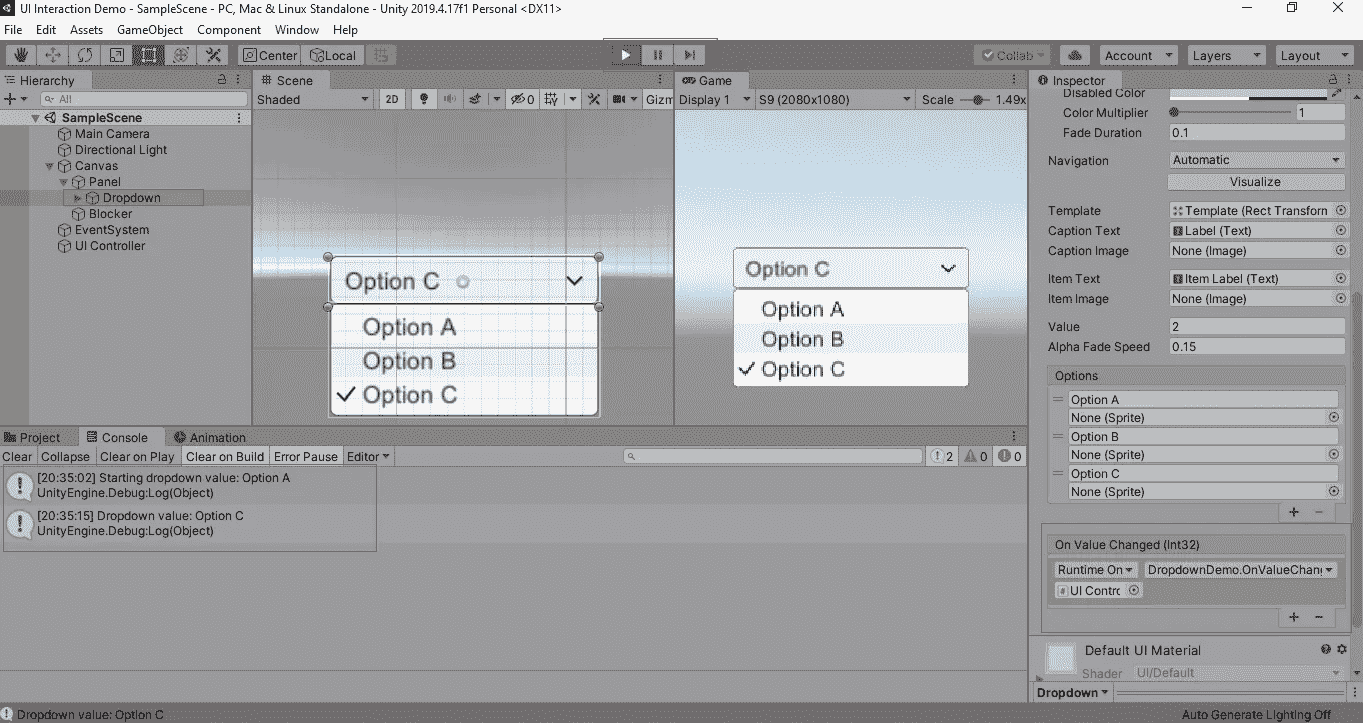 UI Interaction Demo - SampleScene - PC, Mac & Linux Standalone - Unity 2019.4.17f1 Personal <DX11>
File Edit Assets GameObject Component Window Help
Center Local Collab Account Layers Layout
Hierarchy
All
SampleScene
Main Camera
Directional Light
Canvas
Panel
Dropdown
Blocker
EventSystem
UI Controller
Scene
Shaded 2D 0 Gizm
Option C
Option A
Option B
Option C
Game
Display 1 S9 (2080x1080) Scale 1.49x
Option C
Option A
Option B
Option C
Inspector
Disabled Color
Color Multiplier 1
Fade Duration 0.1
Navigation Automatic
Visualize
Template Template (Rect Transforn
Caption Text Label (Text)
Caption Image None (Image)
Item Text Item Label (Text)
Item Image None (Image)
Value 2
Alpha Fade Speed 0.15
Options
Option A
None (Sprite)
Option B
None (Sprite)
Option C
None (Sprite)
On Value Changed (Int32)
Runtime On DropdownDemo.OnValueChang
UI Contro
Default UI Material
Shader UI/Default
Dropdown
Project Console Animation
Clear Collapse Clear on Play Clear on Build Error Pause Editor 2 0 0
[20:35:02] Starting dropdown value: Option A
UnityEngine.Debug:Log(Object)
[20:35:15] Dropdown value: Option C
UnityEngine.Debug:Log(Object)
Dropdown value: Option C
Auto Generate Lighting Off